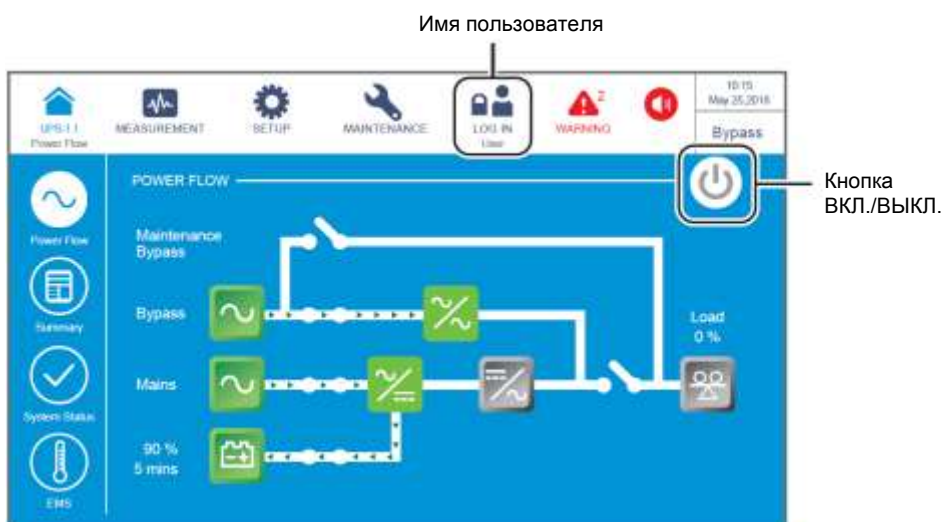 Имя пользователя
10:15
May 25,2018
UPS-1.1
Power Flow
MEASUREMENT
SETUP
MAINTENANCE
LOG IN
User
2
WARNING
Bypass
POWER FLOW
Кнопка
ВКЛ./ВЫКЛ.
Power Flow
Maintenance
Bypass
Summary
Bypass
Load
0 %
Mains
System Status
90 %
5 mins
EMS